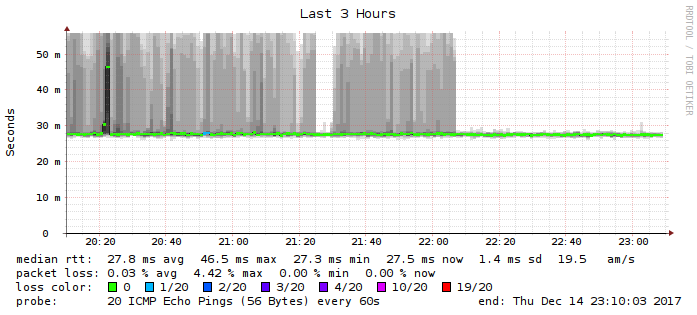 Last 3 Hours
RRDTOOL / TOBI OETIKER
Seconds
50 m
40 m
30 m
20 m
10 m
0
20:20 20:40 21:00 21:20 21:40 22:00 22:20 22:40 23:00
median rtt: 27.8 ms avg 46.5 ms max 27.3 ms min 27.5 ms now 1.4 ms sd 19.5 am/s
packet loss: 0.03 % avg 4.42 % max 0.00 % min 0.00 % now
loss color: 0 1/20 2/20 3/20 4/20 10/20 19/20
probe: 20 ICMP Echo Pings (56 Bytes) every 60s end: Thu Dec 14 23:10:03 2017